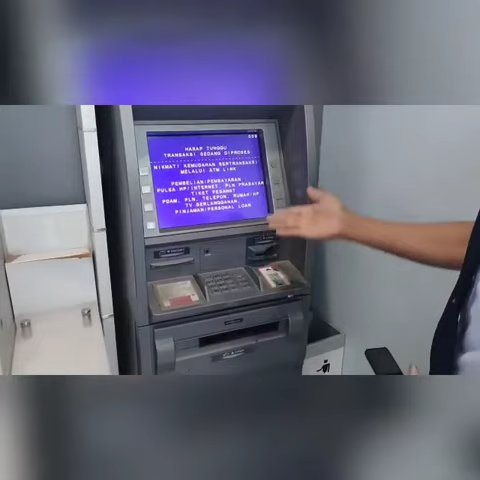 HARAP TUNGGU
TRANSAKSI SEDANG DIPROSES
NIKMATI KEMUDAHAN BERTRANSAKSI
MELALUI ATM LINK
PEMBELIAN/PEMBAYARAN
PULSA HP/INTERNET, PLN PRABAYAR
TIKET PESAWAT
PDAM, PLN, TELEPON, RUMAH/HP
TV BERLANGGANAN
PINJAMAN/PERSONAL LOAN